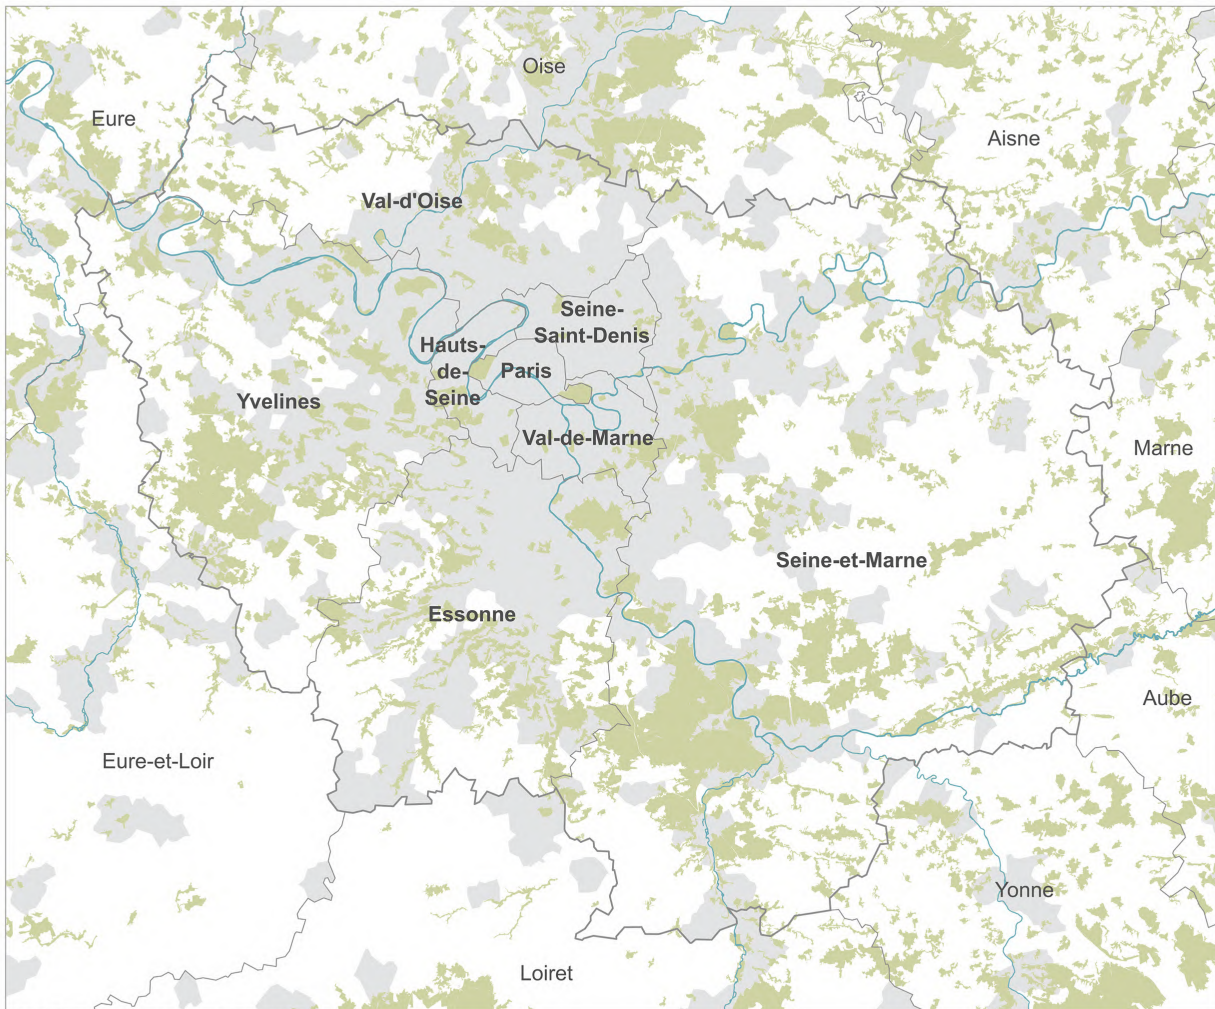 Oise
Eure
Aisne
Val-d'Oise
Seine-
Saint-Denis
Hauts-
de-
Seine
Paris
Yvelines
Val-de-Marne
Marne
Seine-et-Marne
Essonne
Aube
Eure-et-Loir
Yonne
Loiret